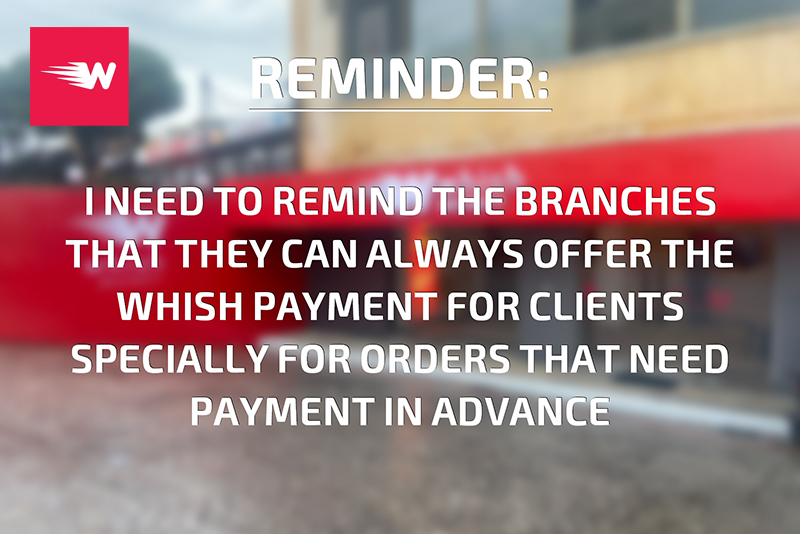 W
REMINDER:
I NEED TO REMIND THE BRANCHES
THAT THEY CAN ALWAYS OFFER THE
WHISH PAYMENT FOR CLIENTS
SPECIALLY FOR ORDERS THAT NEED
PAYMENT IN ADVANCE